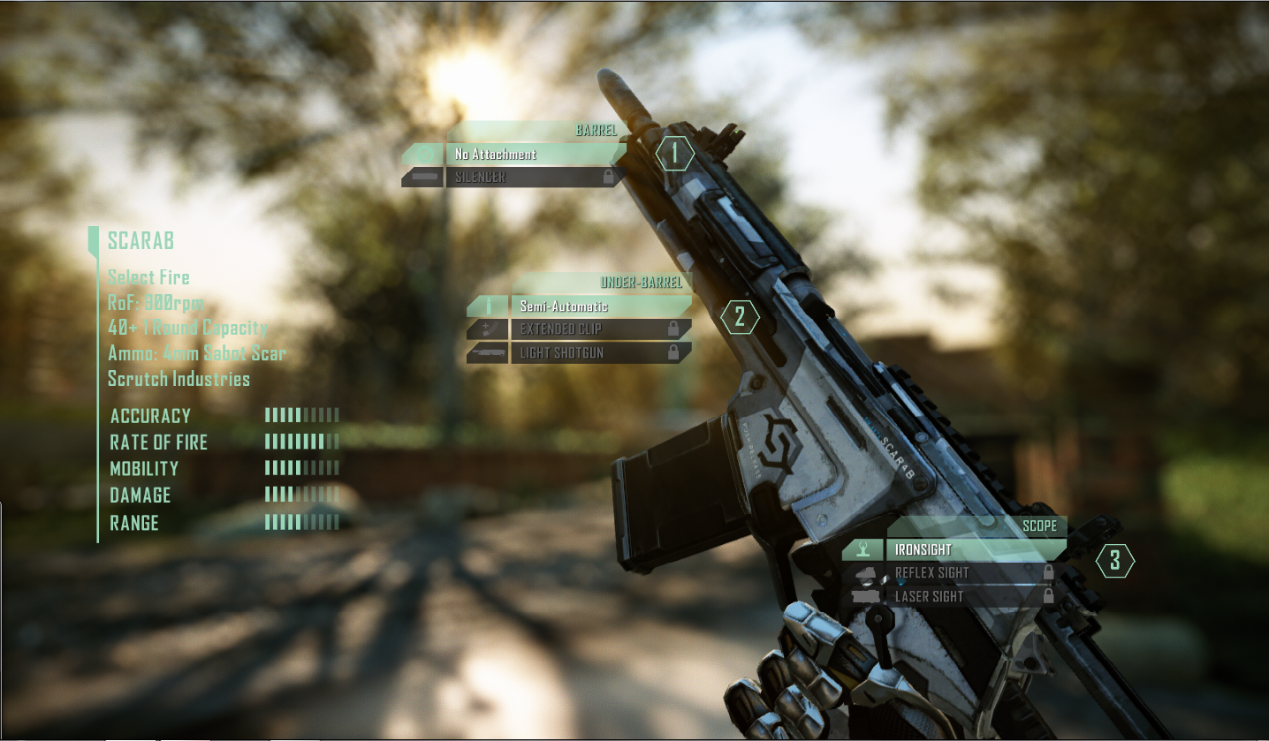 BARREL
No Attachment
SILENCER
1
SCARAB
Select Fire
RoF: 900rpm
40+ 1 Round Capacity
Ammo: 4mm Sabot Scar
Scrutch Industries
ACCURACY
RATE OF FIRE
MOBILITY
DAMAGE
RANGE
UNDER-BARREL
Semi-Automatic
EXTENDED CLIP
LIGHT SHOTGUN
2
SCARAB
SCOPE
IRONSIGHT
REFLEX SIGHT
LASER SIGHT
3